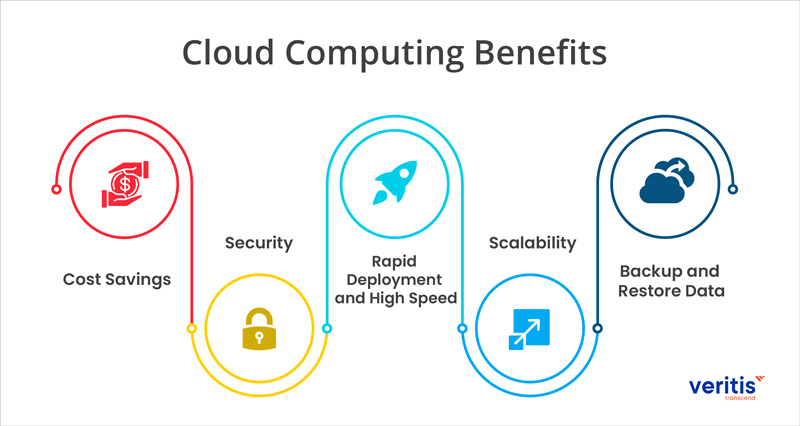 Cloud Computing Benefits
$
Cost Savings
Security
Rapid
Deployment
and High Speed
Scalability
Backup and
Restore Data
veritis
transcend